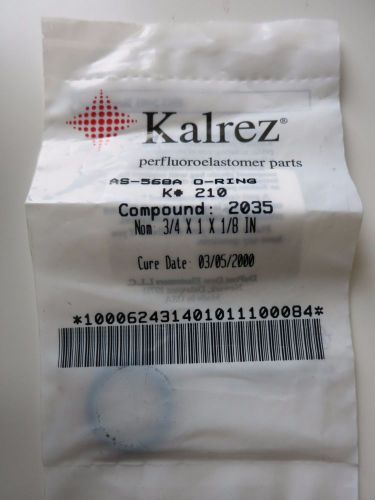 Kalrez®
perfluoroelastomer parts
AS-568A O-RING
K# 210
Compound: 2035
Nom: 3/4 X 1 X 1/8 IN
Cure Date: 03/05/2000
*100062431401011100084*